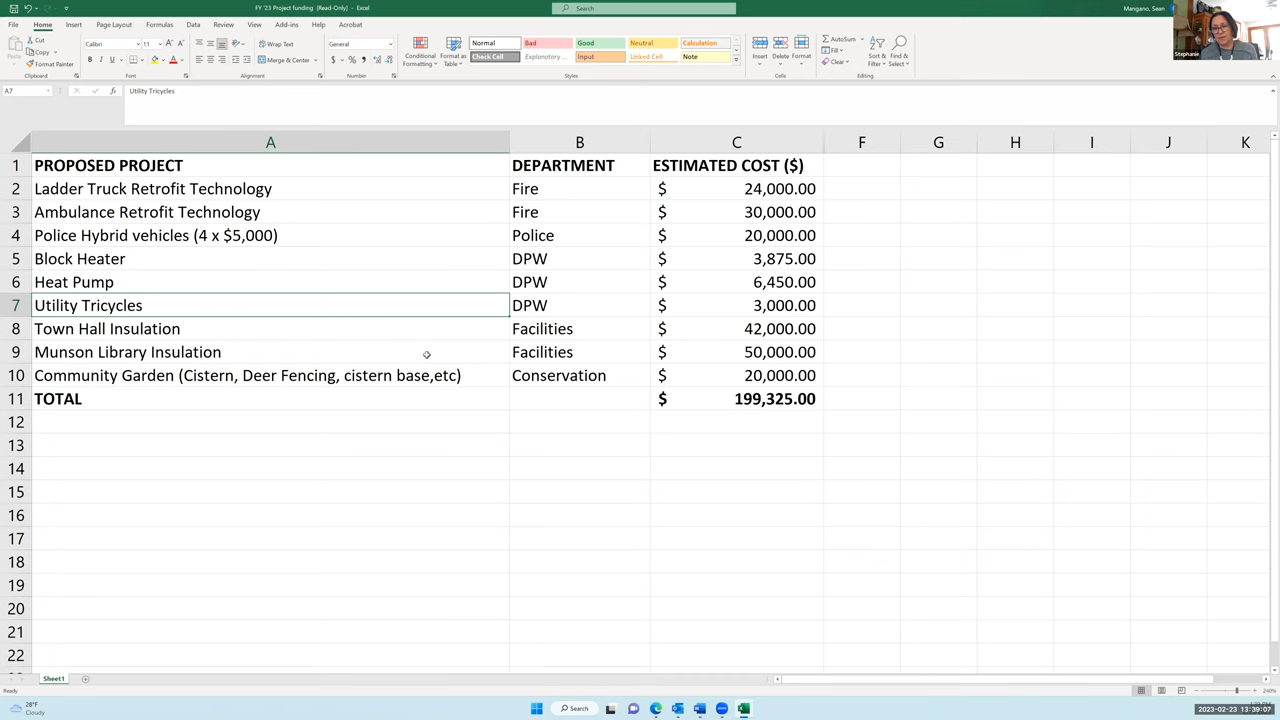 FY '23 Project funding [Read-Only] - Excel
Search
Mangano, Sean
File Home Insert Page Layout Formulas Data Review View Add-ins Help Acrobat
Cut
Copy
Format Painter
Clipboard
Calibri 11
B I U
Font
Wrap Text
Merge & Center
Alignment
General
$ %
Number
Conditional Formatting
Format as Table
Normal Bad Good Neutral Calculation
Check Cell Explanatory ... Input Linked Cell Note
Styles
Insert Delete Format
Cells
AutoSum
Fill
Clear
Sort & Filter
Find & Select
Editing
Stephanie
A7 fx Utility Tricycles
A B C F G H I J K
1 PROPOSED PROJECT DEPARTMENT ESTIMATED COST ($)
2 Ladder Truck Retrofit Technology Fire $ 24,000.00
3 Ambulance Retrofit Technology Fire $ 30,000.00
4 Police Hybrid vehicles (4 x $5,000) Police $ 20,000.00
5 Block Heater DPW $ 3,875.00
6 Heat Pump DPW $ 6,450.00
7 Utility Tricycles DPW $ 3,000.00
8 Town Hall Insulation Facilities $ 42,000.00
9 Munson Library Insulation Facilities $ 50,000.00
10 Community Garden (Cistern, Deer Fencing, cistern base,etc) Conservation $ 20,000.00
11 TOTAL $ 199,325.00
12
13
14
15
16
17
18
19
20
21
22
Sheet1
Ready
240%
28°F
Cloudy
Search
2023-02-23 13:39:07